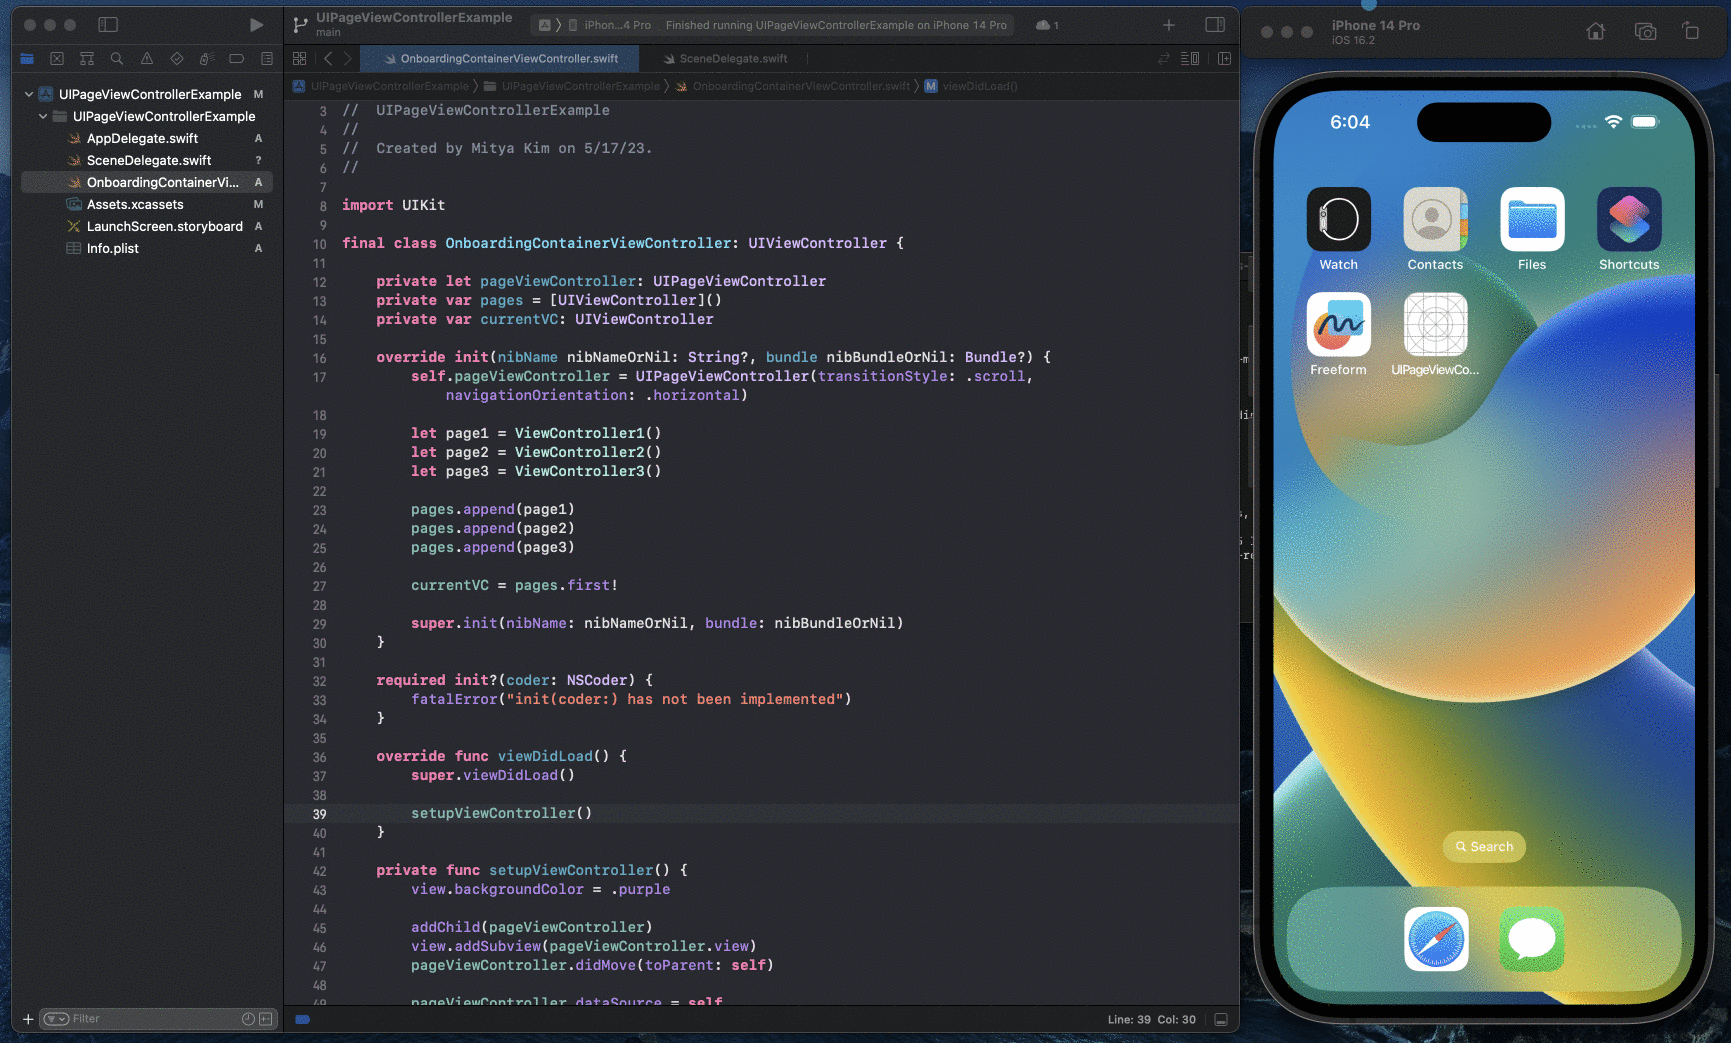 UIPageViewControllerExample
main
iPhon...4 Pro
Finished running UIPageViewControllerExample on iPhone 14 Pro
1
OnboardingContainerViewController.swift
SceneDelegate.swift
UIPageViewControllerExample
UIPageViewControllerExample
OnboardingContainerViewController.swift
M viewDidLoad()
UIPageViewControllerExample M
UIPageViewControllerExample
AppDelegate.swift A
SceneDelegate.swift ?
OnboardingContainerVi... A
Assets.xcassets M
LaunchScreen.storyboard A
Info.plist A
Filter
3 //  UIPageViewControllerExample
4 //
5 //  Created by Mitya Kim on 5/17/23.
6 //
7
8 import UIKit
9
10 final class OnboardingContainerViewController: UIViewController {
11
12     private let pageViewController: UIPageViewController
13     private var pages = [UIViewController]()
14     private var currentVC: UIViewController
15
16     override init(nibName nibNameOrNil: String?, bundle nibBundleOrNil: Bundle?) {
17         self.pageViewController = UIPageViewController(transitionStyle: .scroll,
            navigationOrientation: .horizontal)
18
19         let page1 = ViewController1()
20         let page2 = ViewController2()
21         let page3 = ViewController3()
22
23         pages.append(page1)
24         pages.append(page2)
25         pages.append(page3)
26
27         currentVC = pages.first!
28
29         super.init(nibName: nibNameOrNil, bundle: nibBundleOrNil)
30     }
31
32     required init?(coder: NSCoder) {
33         fatalError("init(coder:) has not been implemented")
34     }
35
36     override func viewDidLoad() {
37         super.viewDidLoad()
38
39         setupViewController()
40     }
41
42     private func setupViewController() {
43         view.backgroundColor = .purple
44
45         addChild(pageViewController)
46         view.addSubview(pageViewController.view)
47         pageViewController.didMove(toParent: self)
48
49         pageViewController.dataSource = self
Line: 39 Col: 30
iPhone 14 Pro
iOS 16.2
6:04
Watch
Contacts
Files
Shortcuts
Freeform
UIPageViewCo...
Search